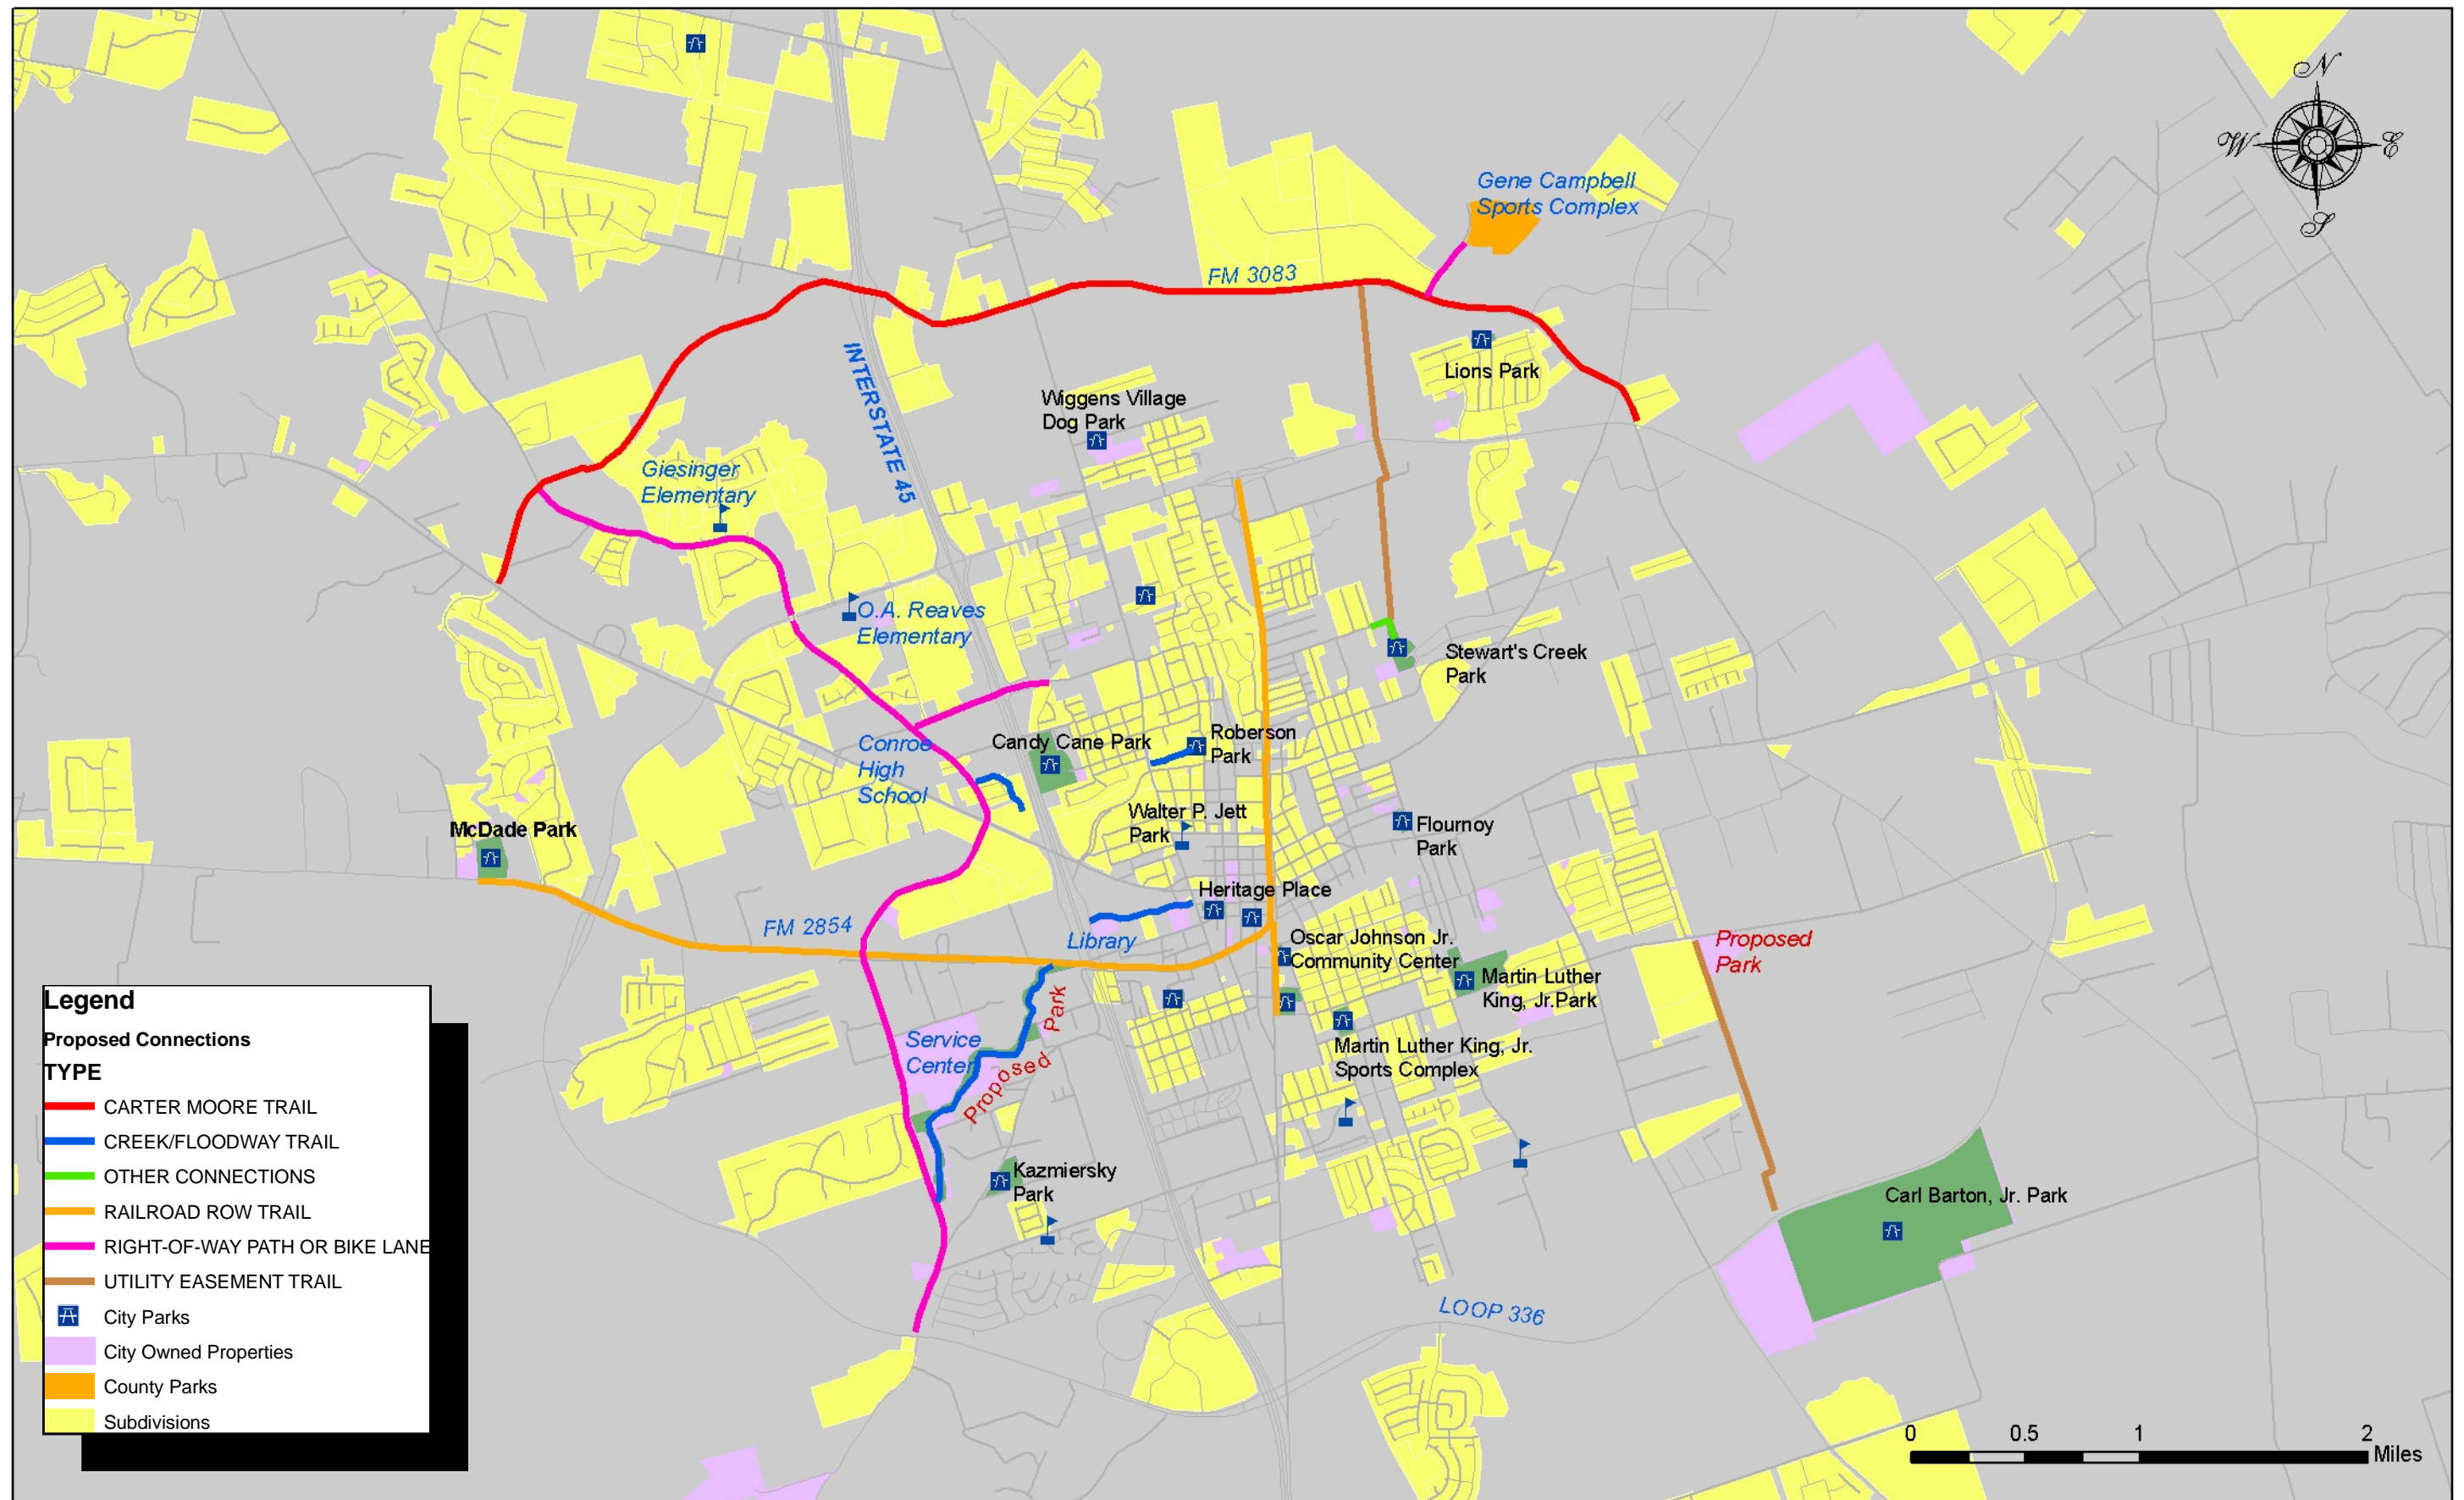 N
W
E
S
Gene Campbell
Sports Complex
FM 3083
INTERSTATE 45
Lions Park
Wiggens Village
Dog Park
Giesinger
Elementary
O.A. Reaves
Elementary
Stewart's Creek
Park
Conroe
High
School
Candy Cane Park
Roberson
Park
Walter P. Jett
Park
Flournoy
Park
McDade Park
Heritage Place
FM 2854
Library
Oscar Johnson Jr.
Community Center
Martin Luther
King, Jr.Park
Proposed
Park
Service
Center
Proposed
Park
Martin Luther King, Jr.
Sports Complex
Kazmiersky
Park
Carl Barton, Jr. Park
LOOP 336
Legend
Proposed Connections
TYPE
CARTER MOORE TRAIL
CREEK/FLOODWAY TRAIL
OTHER CONNECTIONS
RAILROAD ROW TRAIL
RIGHT-OF-WAY PATH OR BIKE LANE
UTILITY EASEMENT TRAIL
City Parks
City Owned Properties
County Parks
Subdivisions
0 0.5 1 2
Miles